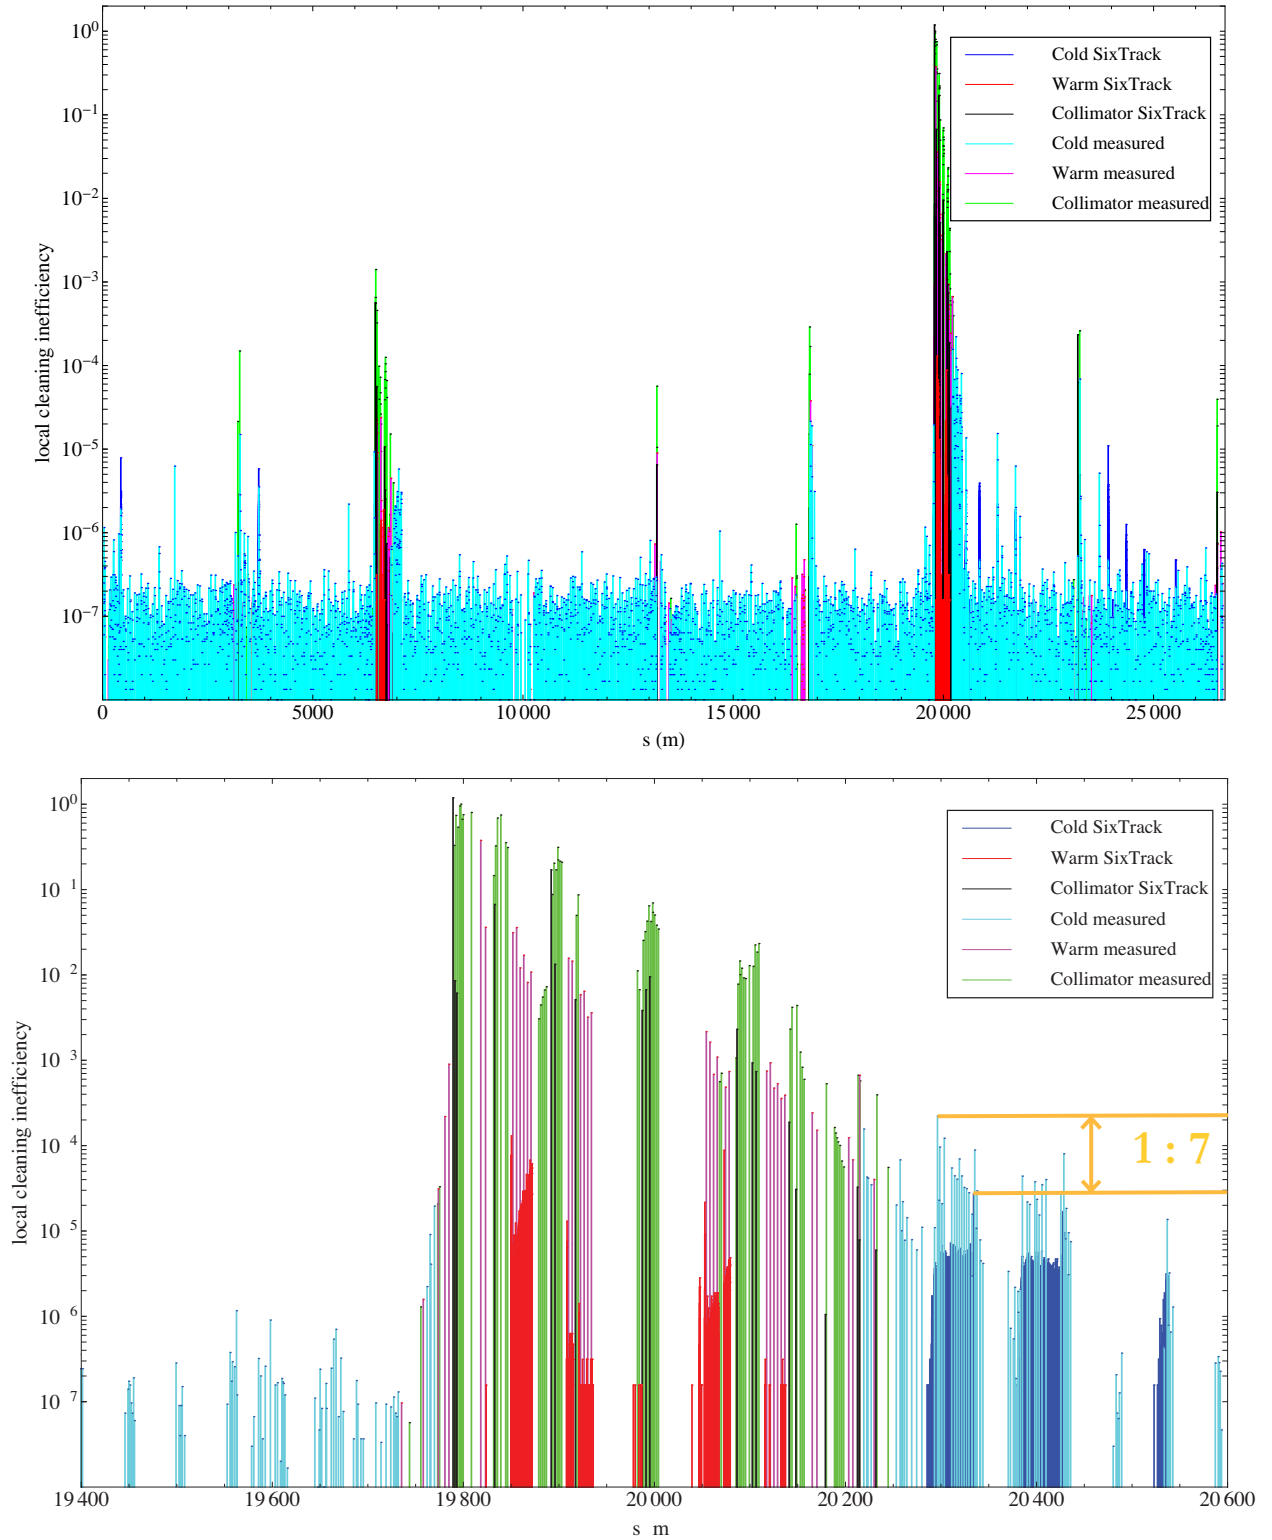 10^0
10^-1
10^-2
10^-3
10^-4
10^-5
10^-6
10^-7
local cleaning inefficiency
Cold SixTrack
Warm SixTrack
Collimator SixTrack
Cold measured
Warm measured
Collimator measured
0 5000 10 000 15 000 20 000 25 000
s (m)
10^0
10^1
10^2
10^3
10^4
10^5
10^6
10^7
local cleaning inefficiency
Cold SixTrack
Warm SixTrack
Collimator SixTrack
Cold measured
Warm measured
Collimator measured
1 : 7
19 400 19 600 19 800 20 000 20 200 20 400 20 600
s m